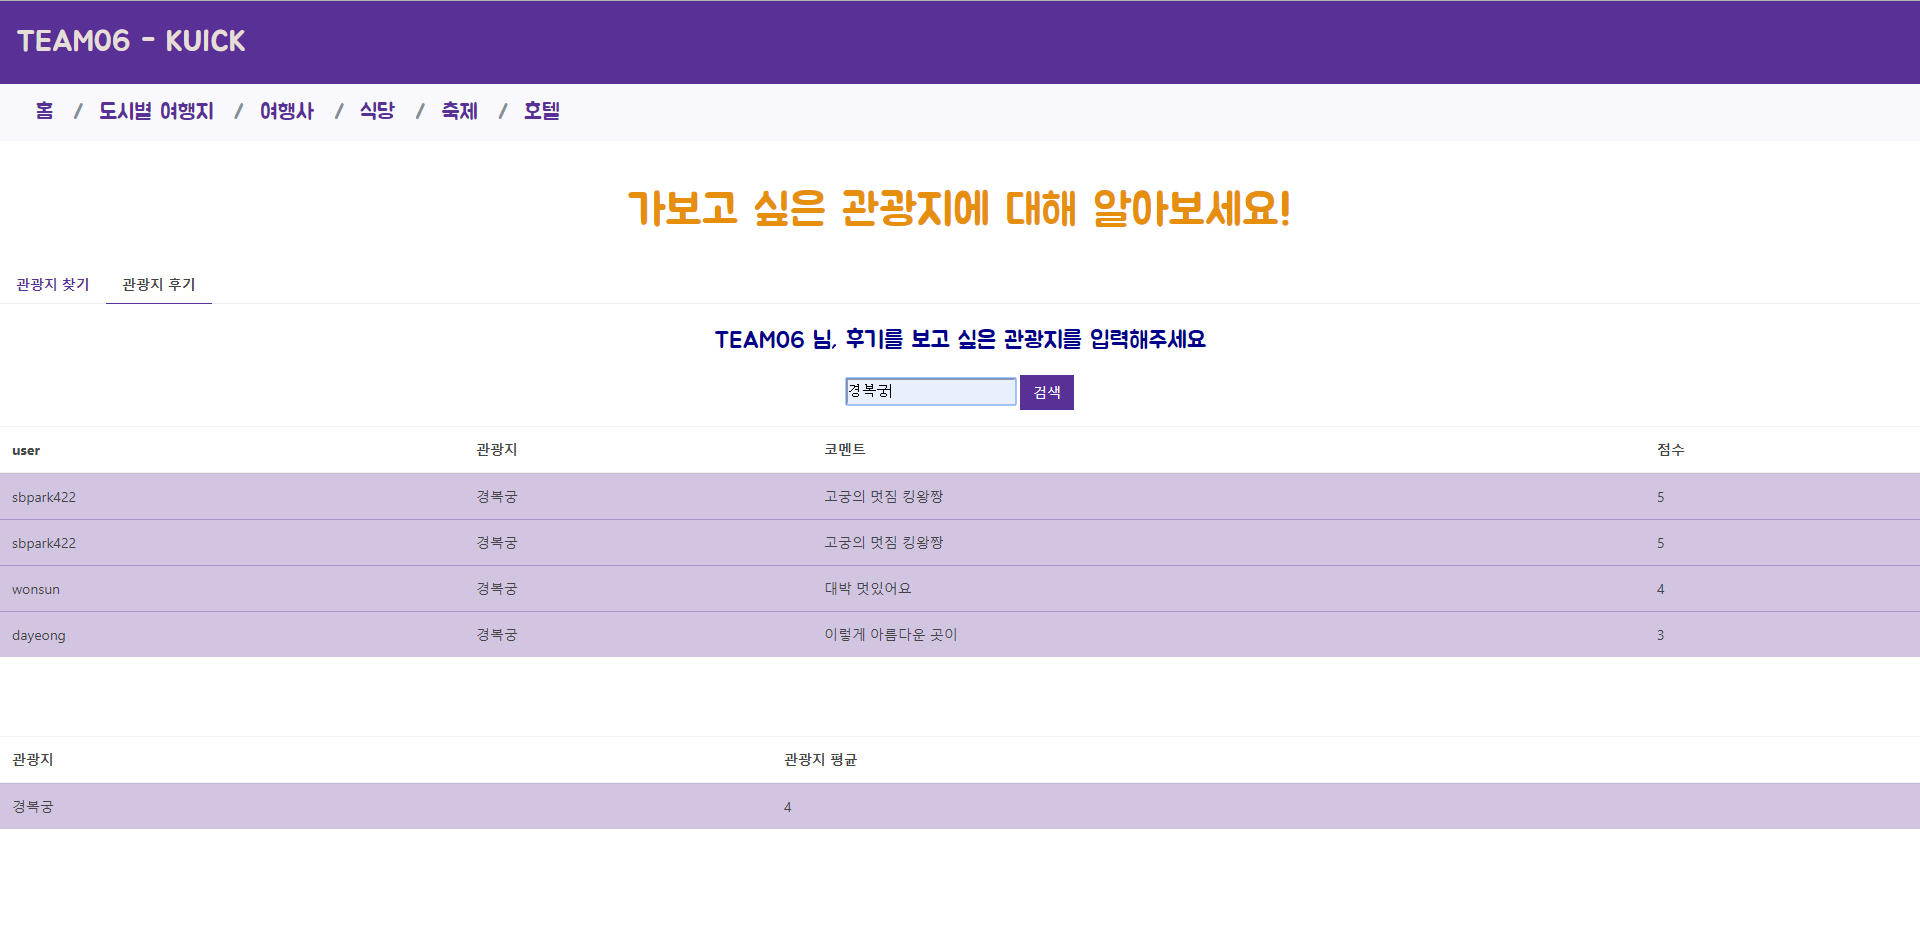 TEAM06 - KUICK
홈 / 도시별 여행지 / 여행사 / 식당 / 축제 / 호텔
가보고 싶은 관광지에 대해 알아보세요!
관광지 찾기 관광지 후기
TEAM06 님, 후기를 보고 싶은 관광지를 입력해주세요
경복궁 검색
user 관광지 코멘트 점수
sbpark422 경복궁 고궁의 멋짐 킹왕짱 5
sbpark422 경복궁 고궁의 멋짐 킹왕짱 5
wonsun 경복궁 대박 멋있어요 4
dayeong 경복궁 이렇게 아름다운 곳이 3
관광지 관광지 평균
경복궁 4